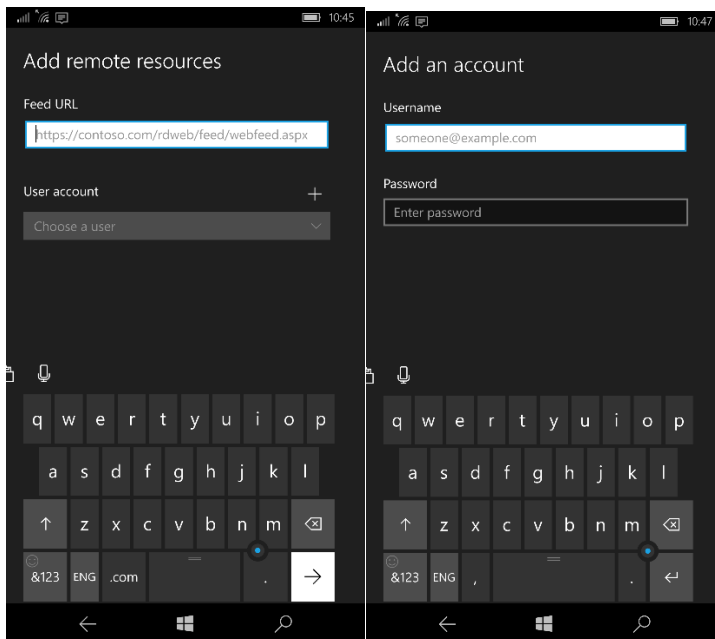 10:45
Add remote resources
Feed URL
https://contoso.com/rdweb/feed/webfeed.aspx
User account
Choose a user
q w e r t y u i o p
a s d f g h j k l
z x c v b n m
&123 ENG .com .
10:47
Add an account
Username
someone@example.com
Password
Enter password
q w e r t y u i o p
a s d f g h j k l
z x c v b n m
&123 ENG , .